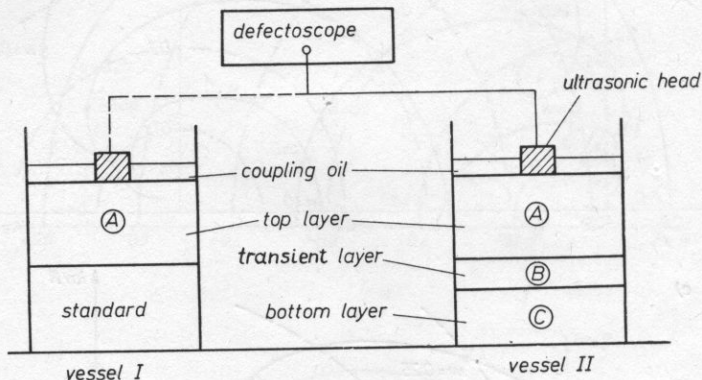 defectoscope
ultrasonic head
coupling oil
A
A
top layer
transient layer
B
standard
bottom layer
C
vessel I
vessel II